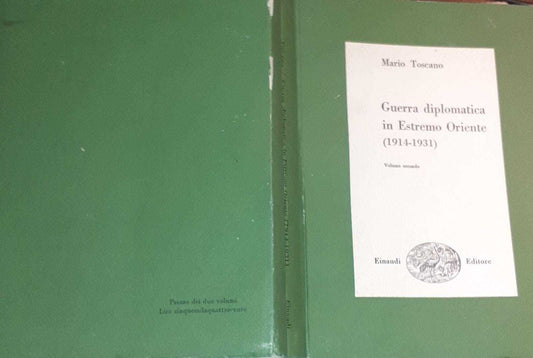 Mario Toscano
Guerra diplomatica
in Estremo Oriente
(1914-1931)
Volume secondo
Einaudi Editore
Prezzo dei due volumi
Lire cinquemilaquattrocento
Einaudi